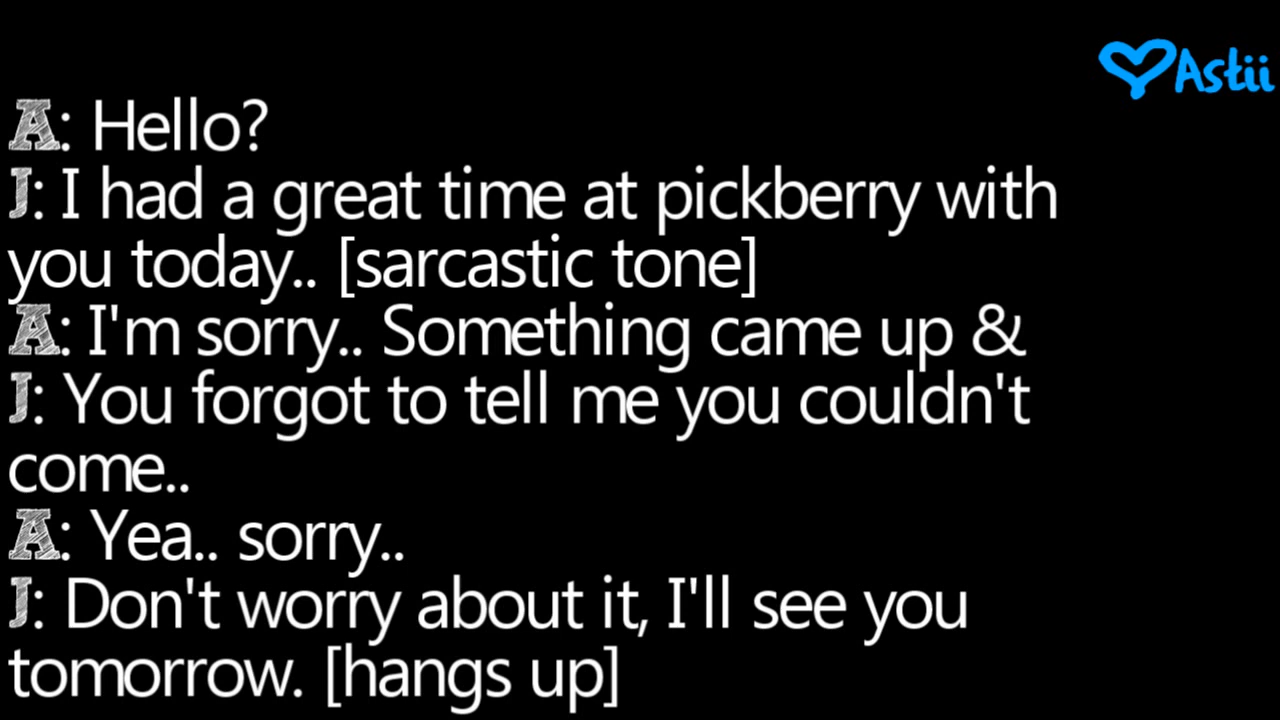 Astii
A: Hello?
J: I had a great time at pickberry with
you today.. [sarcastic tone]
A: I'm sorry.. Something came up &
J: You forgot to tell me you couldn't
come..
A: Yea.. sorry..
J: Don't worry about it, I'll see you
tomorrow. [hangs up]